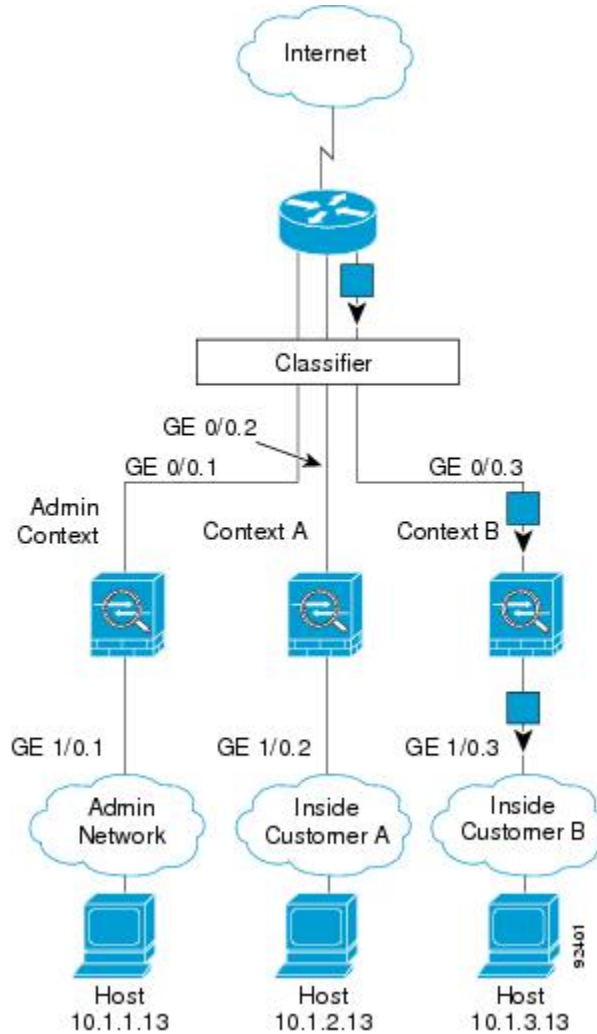 Internet
Classifier
GE 0/0.2
GE 0/0.1
GE 0/0.3
Admin
Context
Context A
Context B
GE 1/0.1
GE 1/0.2
GE 1/0.3
Admin
Network
Inside
Customer A
Inside
Customer B
Host
10.1.1.13
Host
10.1.2.13
Host
10.1.3.13
92401